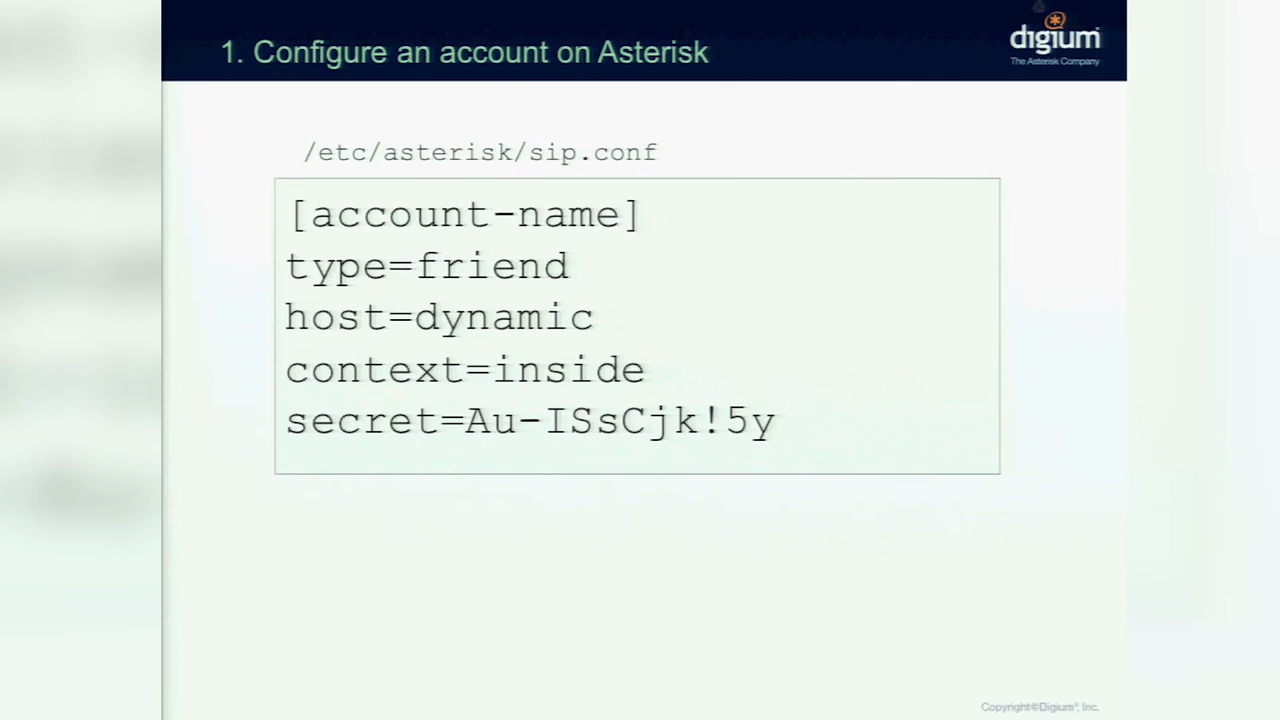 1. Configure an account on Asterisk
digium
The Asterisk Company
/etc/asterisk/sip.conf
[account-name]
type=friend
host=dynamic
context=inside
secret=Au-ISsCjk!5y
Copyright©Digium®, Inc.